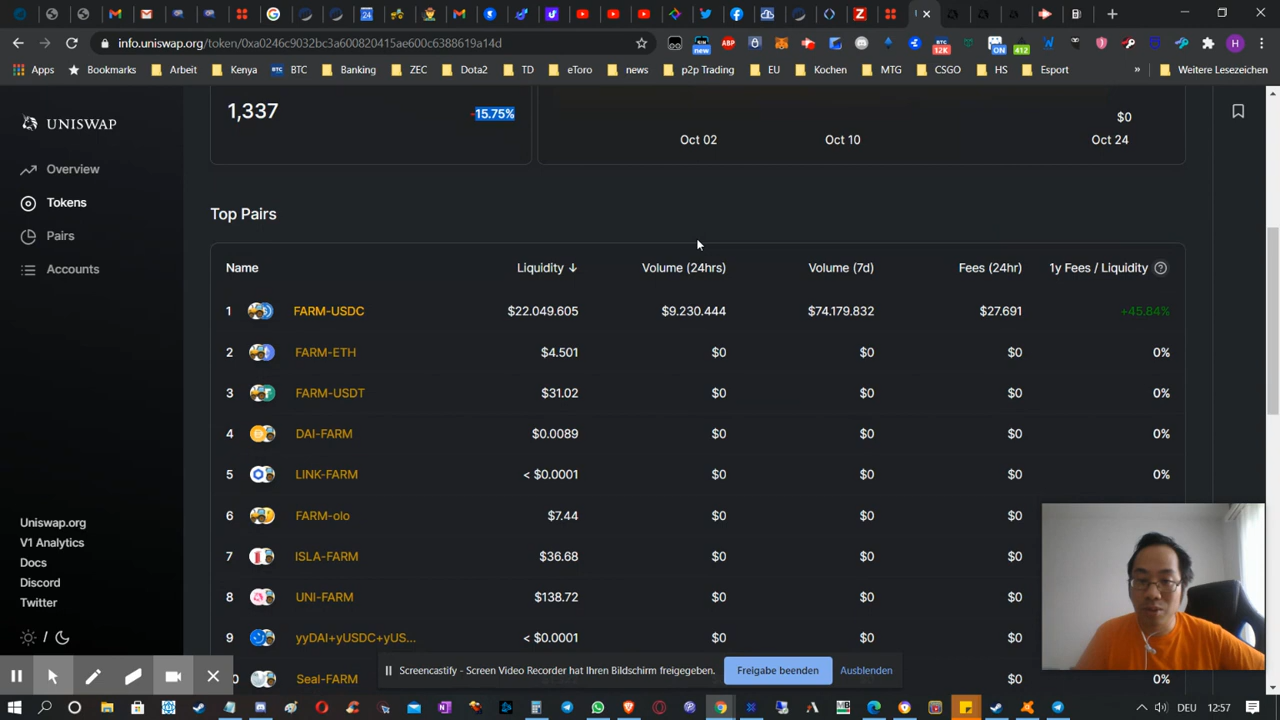 info.uniswap.org/token/0xa0246c9032bc3a600820415ae600c6388619a14d
ABP
BTC
12K
new
ON
412
H
Apps
Bookmarks
Arbeit
Kenya
BTC
Banking
ZEC
Dota2
TD
eToro
news
p2p Trading
EU
Kochen
MTG
CSGO
HS
Esport
»
Weitere Lesezeichen
UNISWAP
Overview
Tokens
Pairs
Accounts
1,337
-15.75%
$0
Oct 02
Oct 10
Oct 24
Top Pairs
Name Liquidity ↓ Volume (24hrs) Volume (7d) Fees (24hr) 1y Fees / Liquidity ?
1 FARM-USDC $22.049.605 $9.230.444 $74.179.832 $27.691 +45.84%
2 FARM-ETH $4.501 $0 $0 $0 0%
3 FARM-USDT $31.02 $0 $0 $0 0%
4 DAI-FARM $0.0089 $0 $0 $0 0%
5 LINK-FARM < $0.0001 $0 $0 $0 0%
6 FARM-olo $7.44 $0 $0 $0
7 ISLA-FARM $36.68 $0 $0 $0
8 UNI-FARM $138.72 $0 $0 $0
9 yyDAI+yUSDC+yUS... < $0.0001 $0 $0 $0
Seal-FARM $0 0%
Uniswap.org
V1 Analytics
Docs
Discord
Twitter
/
Screencastify - Screen Video Recorder hat Ihren Bildschirm freigegeben.
Freigabe beenden
Ausblenden
DEU
12:57